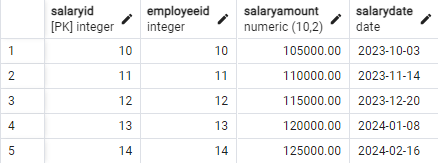 salaryid employeeid salaryamount salarydate
[PK] integer integer numeric (10,2) date
1 10 10 105000.00 2023-10-03
2 11 11 110000.00 2023-11-14
3 12 12 115000.00 2023-12-20
4 13 13 120000.00 2024-01-08
5 14 14 125000.00 2024-02-16